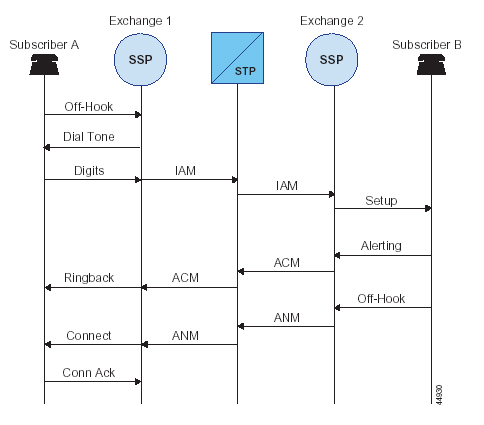 Exchange 1
Exchange 2
Subscriber A
Subscriber B
SSP
STP
SSP
Off-Hook
Dial Tone
Digits
IAM
IAM
Setup
Alerting
ACM
Ringback
ACM
Off-Hook
ANM
Connect
ANM
Conn Ack
44930